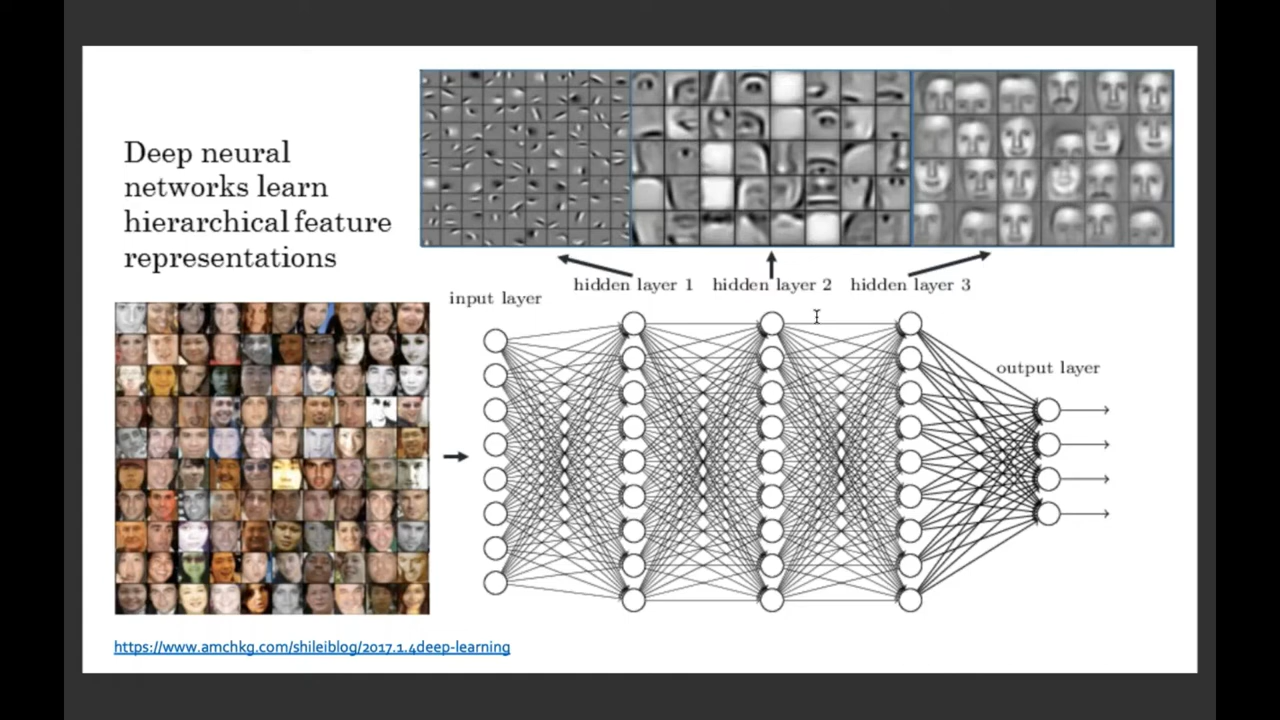 Deep neural
networks learn
hierarchical feature
representations
hidden layer 1 hidden layer 2 hidden layer 3
input layer
output layer
https://www.amchkg.com/shileiblog/2017.1.4deep-learning